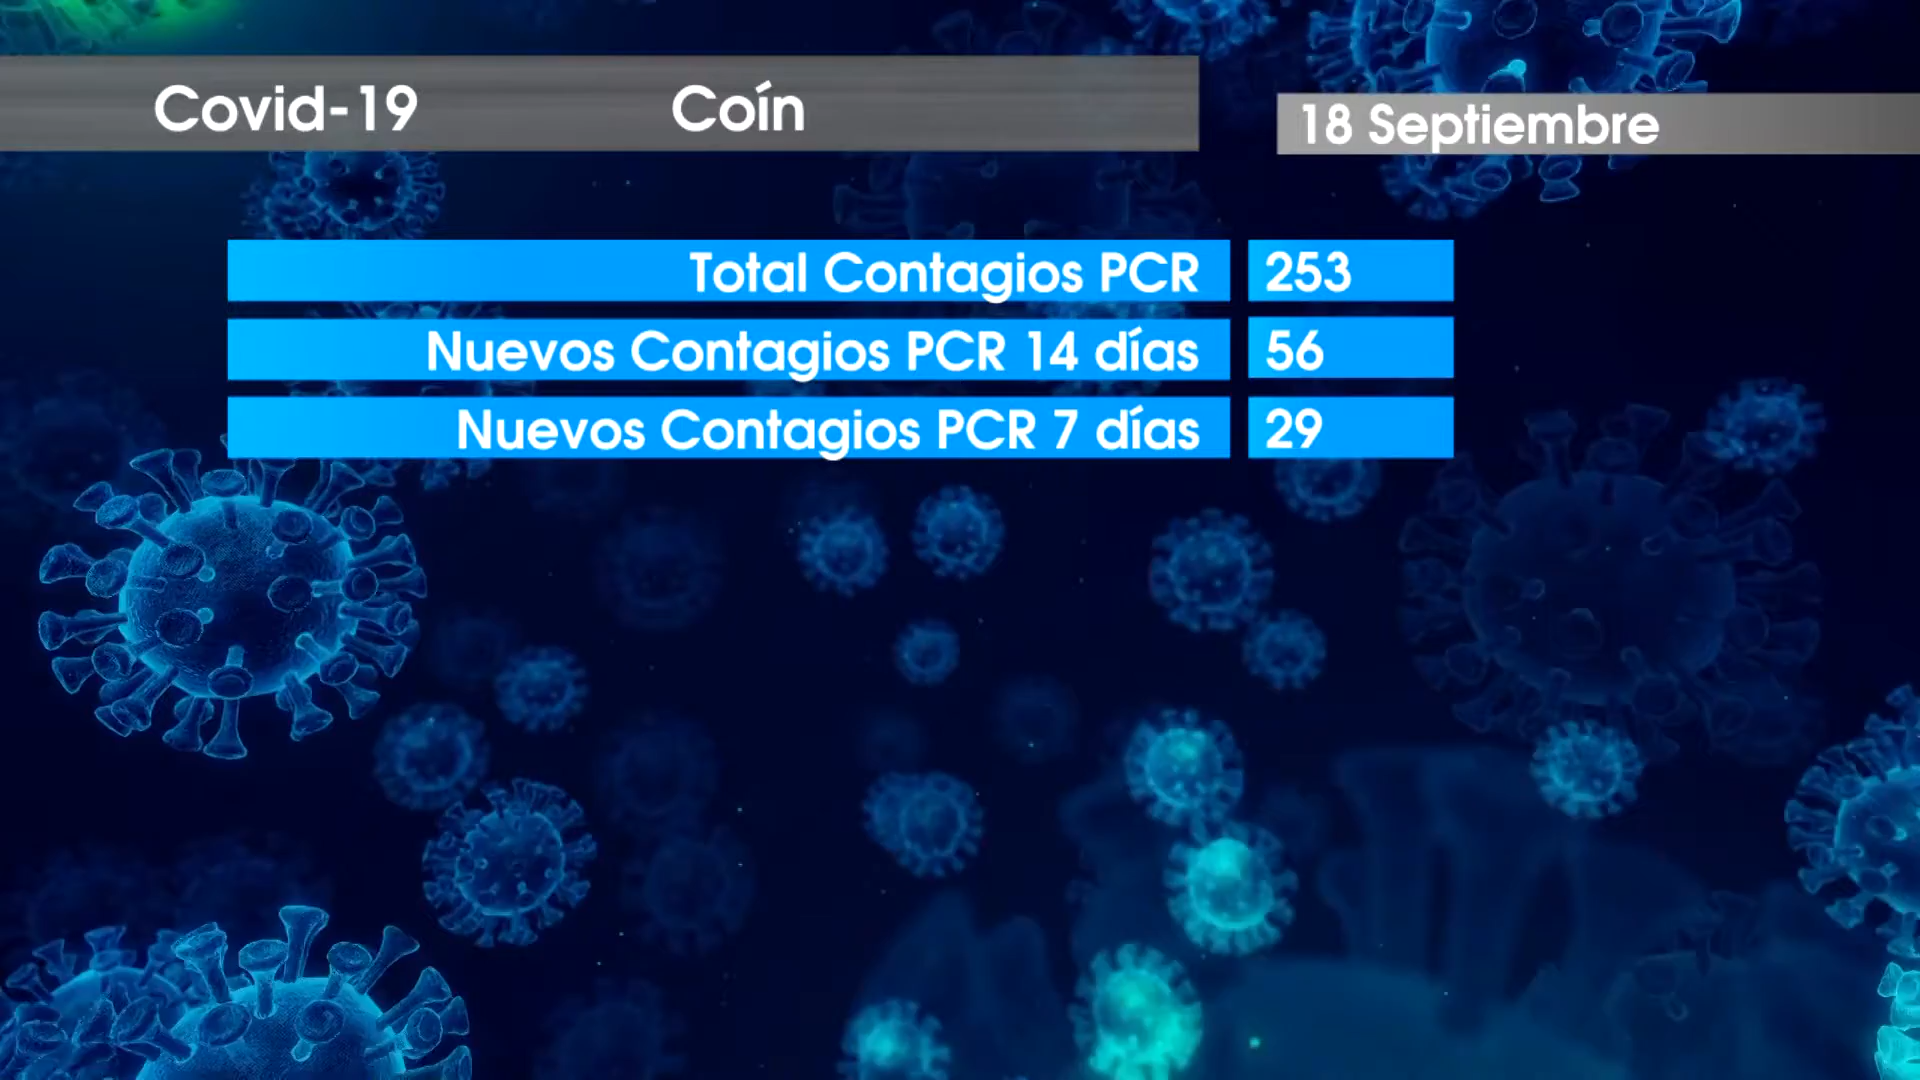 Covid-19 Coín
18 Septiembre
Total Contagios PCR 253
Nuevos Contagios PCR 14 días 56
Nuevos Contagios PCR 7 días 29